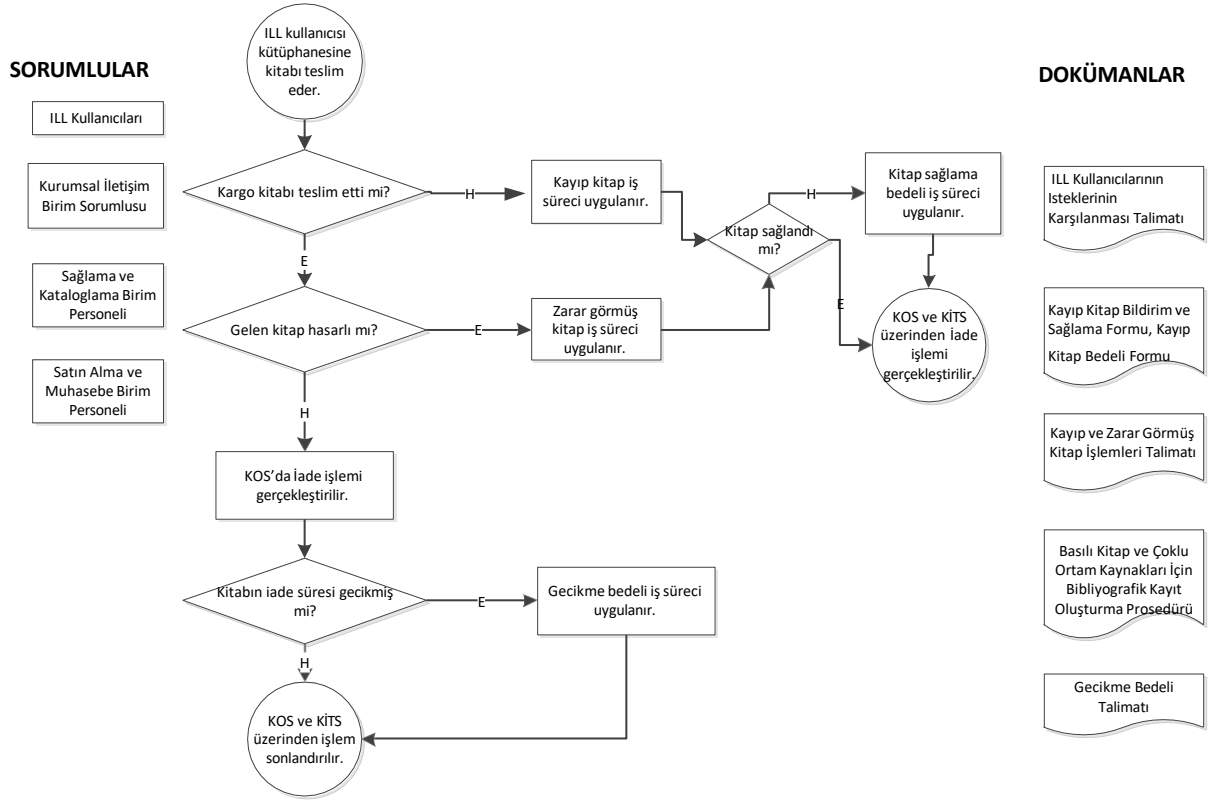 SORUMLULAR
ILL Kullanıcıları
Kurumsal İletişim
Birim Sorumlusu
Sağlama ve
Kataloglama Birim
Personeli
Satın Alma ve
Muhasebe Birim
Personeli
ILL kullanıcısı
kütüphanesine
kitabı teslim
eder.
Kargo kitabı teslim etti mi?
H
Kayıp kitap iş
süreci uygulanır.
E
Gelen kitap hasarlı mı?
E
Zarar görmüş
kitap iş süreci
uygulanır.
Kitap sağlandı
mı?
H
Kitap sağlama
bedeli iş süreci
uygulanır.
E
KOS ve KİTS
üzerinden İade
işlemi
gerçekleştirilir.
H
KOS’da İade işlemi
gerçekleştirilir.
Kitabın iade süresi gecikmiş
mi?
E
Gecikme bedeli iş süreci
uygulanır.
H
KOS ve KİTS
üzerinden işlem
sonlandırılır.
DOKÜMANLAR
ILL Kullanıcılarının
Isteklerinin
Karşılanması Talimatı
Kayıp Kitap Bildirim ve
Sağlama Formu, Kayıp
Kitap Bedeli Formu
Kayıp ve Zarar Görmüş
Kitap İşlemleri Talimatı
Basılı Kitap ve Çoklu
Ortam Kaynakları İçin
Bibliyografik Kayıt
Oluşturma Prosedürü
Gecikme Bedeli
Talimatı